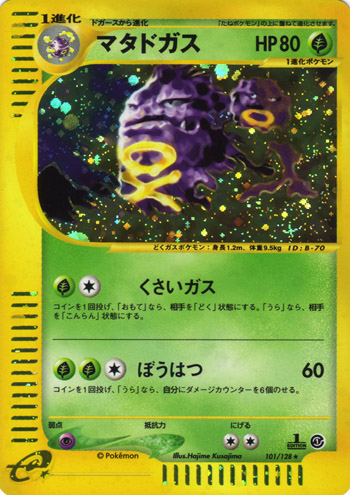 1進化
ドガースから進化
「たねポケモン」の上に重ねて進化させます。
マタドガス
HP80
1進化ポケモン
どくガスポケモン：身長1.2m、体重9.5kg ID:B-70
くさいガス
コインを1回投げ、「おもて」なら、相手を「どく」状態にする。「うら」なら、相手
を「こんらん」状態にする。
ぼうはつ 60
コインを1回投げ、「うら」なら、自分にダメージカウンターを6個のせる。
弱点 抵抗力 にげる
© Pokémon
Illus.Hajime Kusajima
101/128★
1
EDITION
e